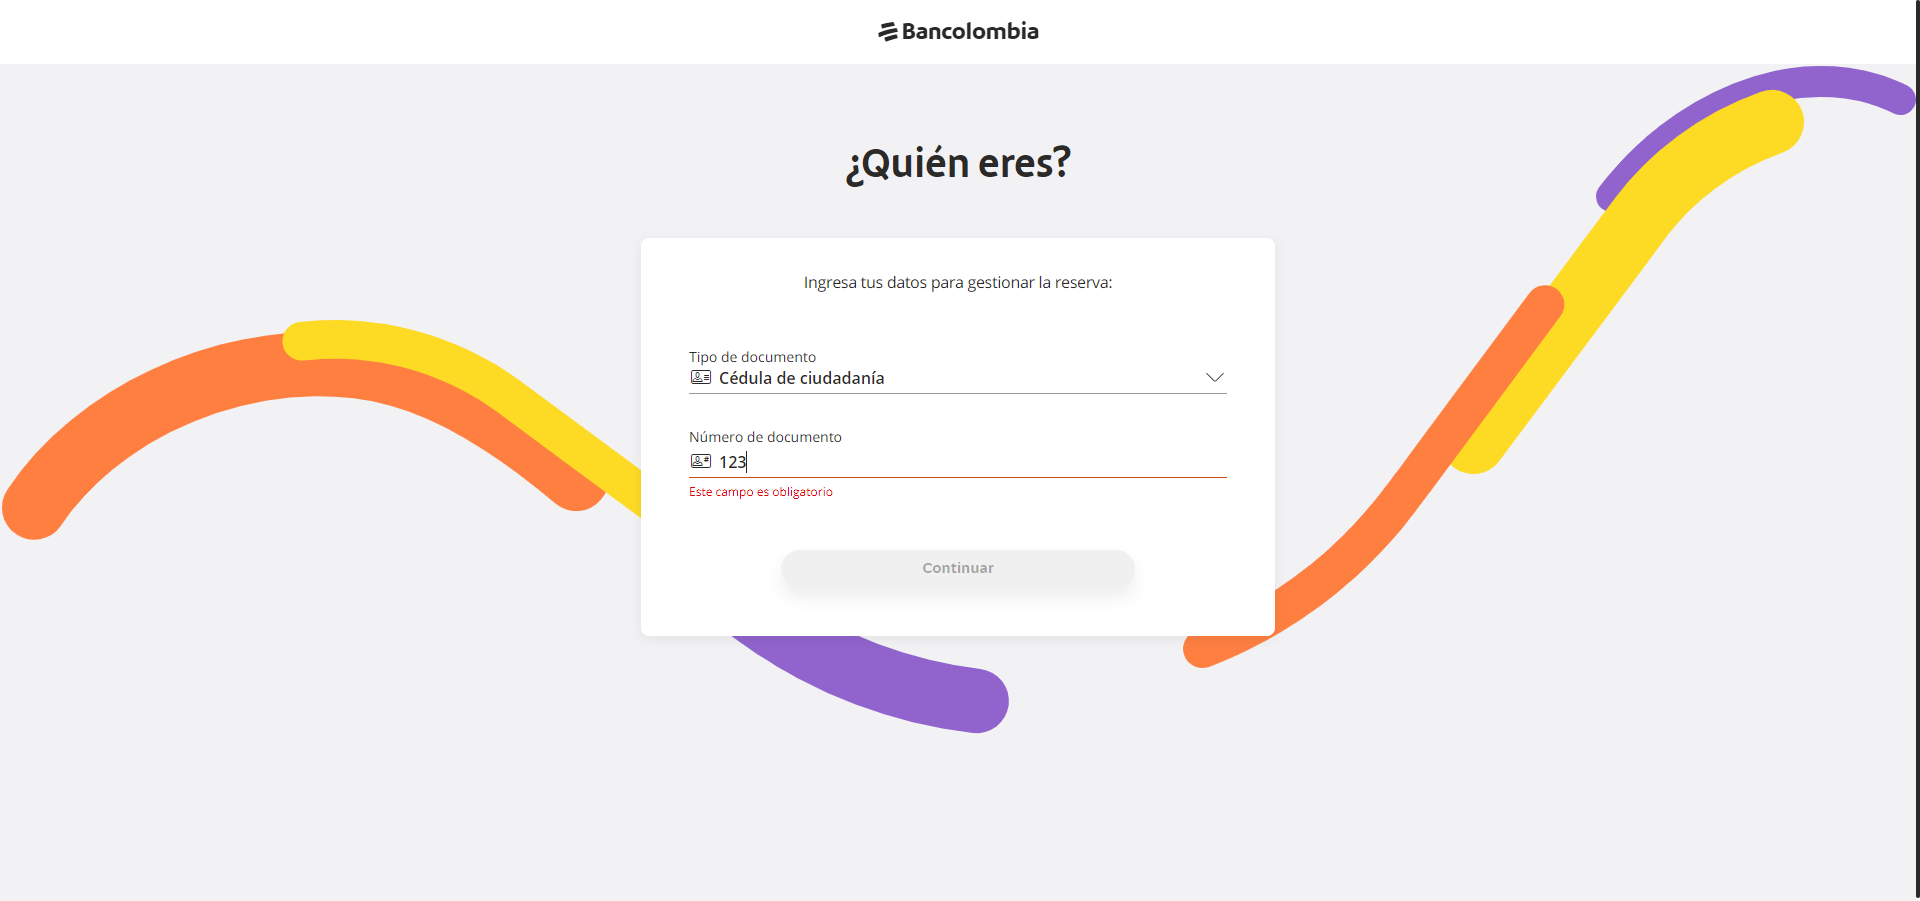 Bancolombia
¿Quién eres?
Ingresa tus datos para gestionar la reserva:
Tipo de documento
Cédula de ciudadanía
Número de documento
123
Este campo es obligatorio
Continuar